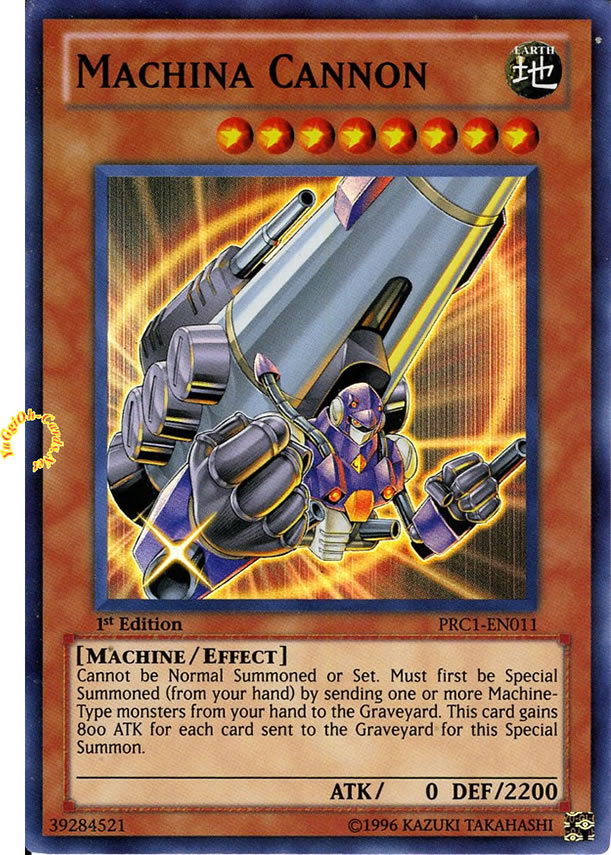 MACHINA CANNON
EARTH
地
YuGgiOh-Cards.Net
1st Edition
PRC1-EN011
[MACHINE/EFFECT]
Cannot be Normal Summoned or Set. Must first be Special
Summoned (from your hand) by sending one or more Machine-
Type monsters from your hand to the Graveyard. This card gains
800 ATK for each card sent to the Graveyard for this Special
Summon.
ATK/ 0 DEF/2200
39284521
©1996 KAZUKI TAKAHASHI